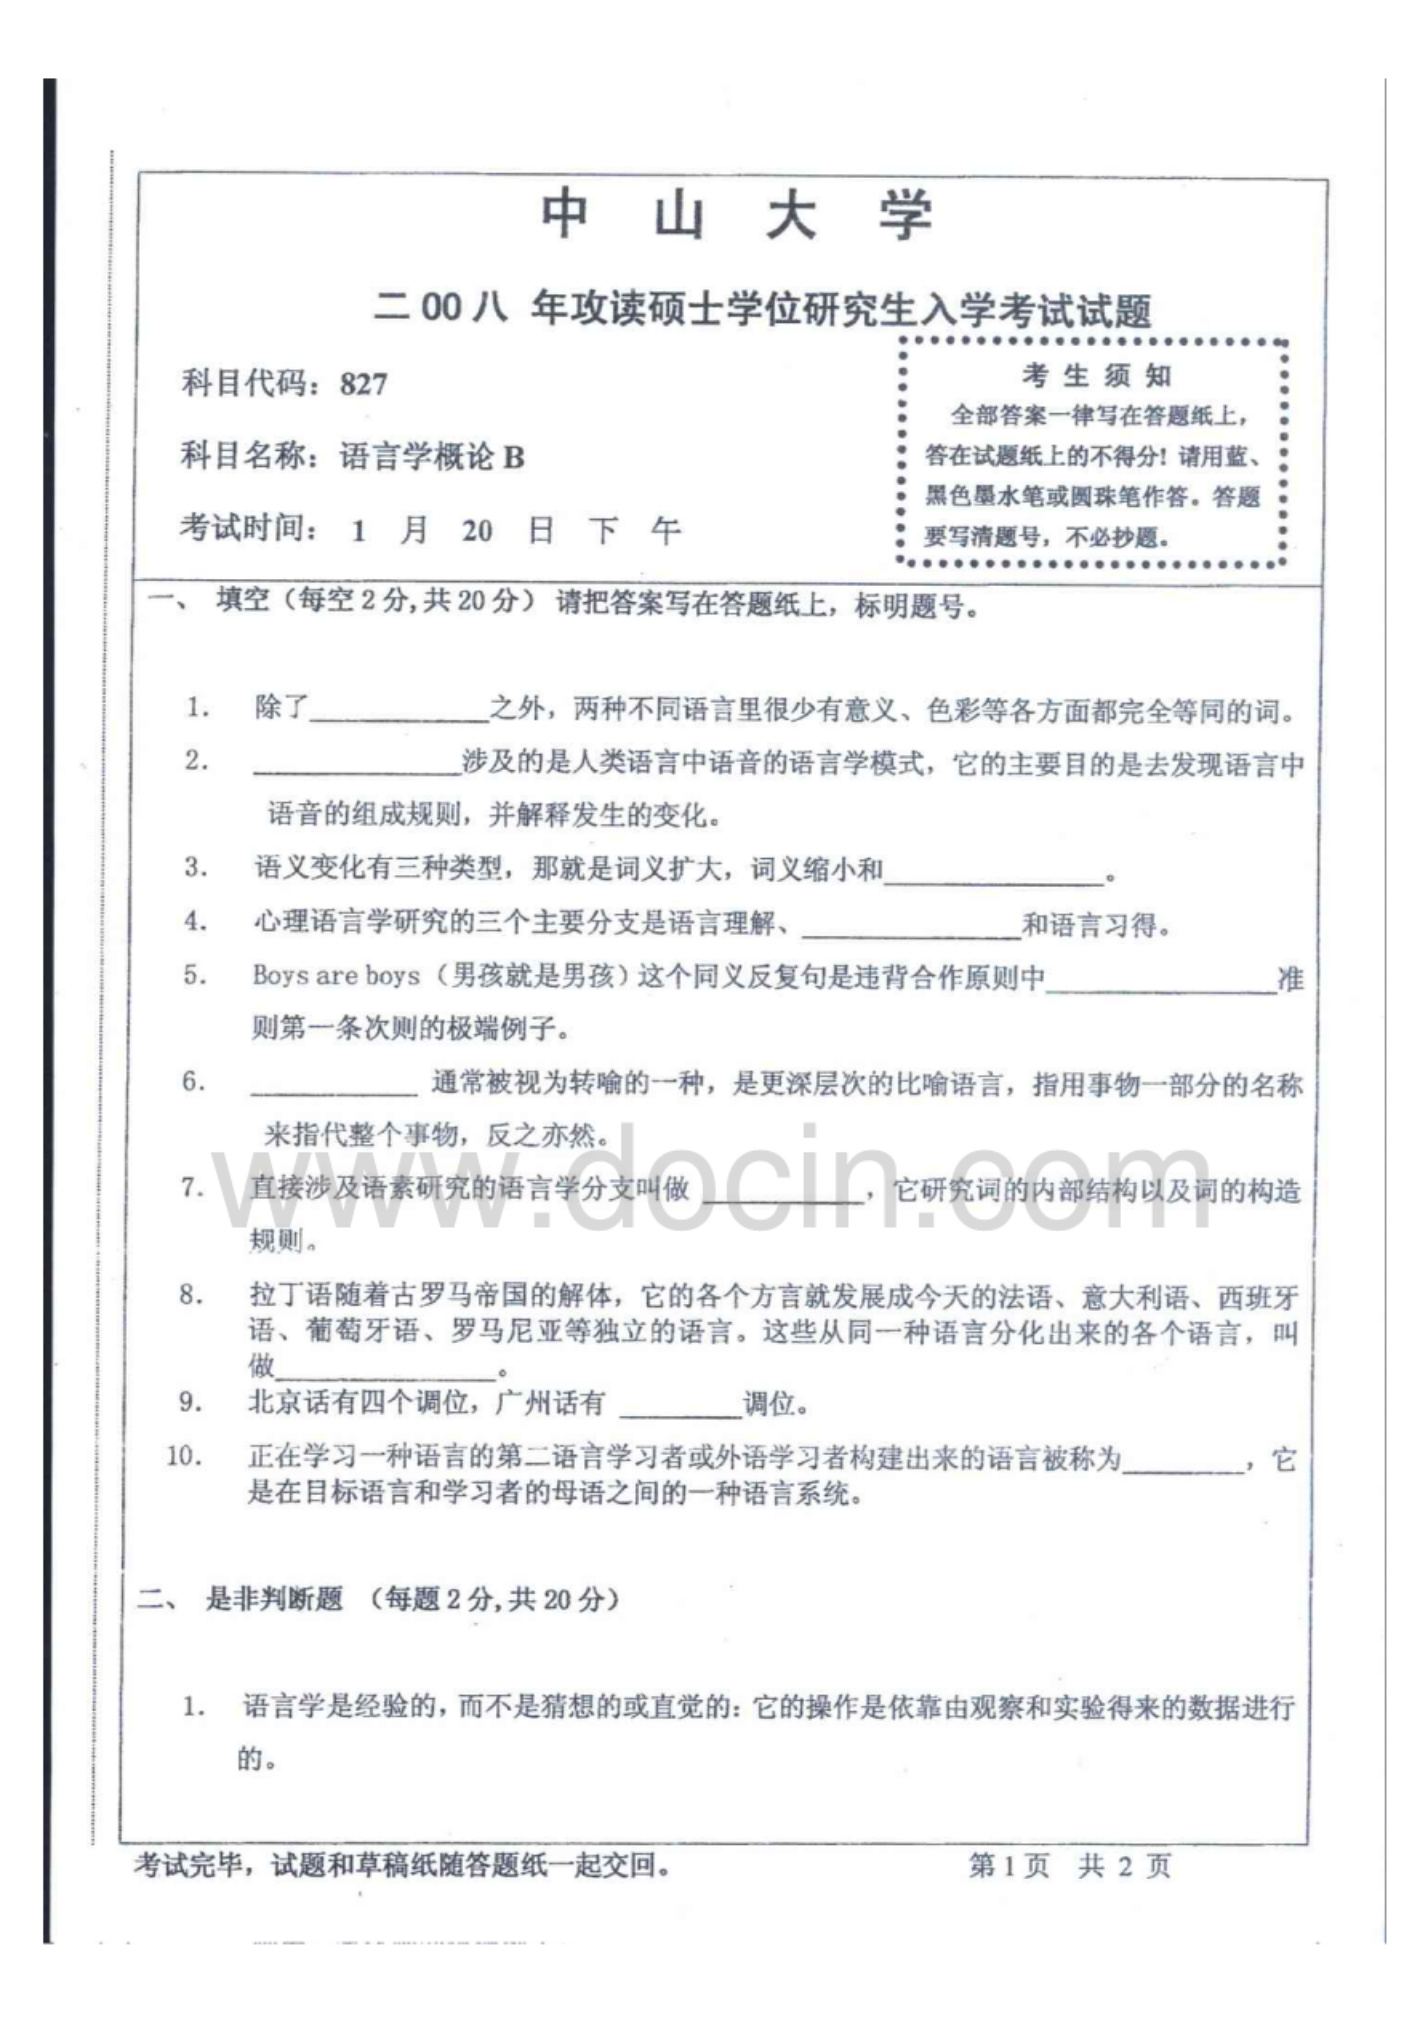 中 山 大 学
二00八 年攻读硕士学位研究生入学考试试题
科目代码：827
科目名称：语言学概论B
考试时间： 1 月 20 日 下 午
考 生 须 知
全部答案一律写在答题纸上，
答在试题纸上的不得分！请用蓝、
黑色墨水笔或圆珠笔作答。答题
要写清题号，不必抄题。
一、 填空（每空2分,共20分） 请把答案写在答题纸上，标明题号。
1. 除了____________之外，两种不同语言里很少有意义、色彩等各方面都完全等同的词。
2. ______________涉及的是人类语言中语音的语言学模式，它的主要目的是去发现语言中
语音的组成规则，并解释发生的变化。
3. 语义变化有三种类型，那就是词义扩大，词义缩小和_______________。
4. 心理语言学研究的三个主要分支是语言理解、_______________和语言习得。
5. Boys are boys（男孩就是男孩）这个同义反复句是违背合作原则中________________准
则第一条次则的极端例子。
6. ____________ 通常被视为转喻的一种，是更深层次的比喻语言，指用事物一部分的名称
来指代整个事物，反之亦然。
7. 直接涉及语素研究的语言学分支叫做 ___________，它研究词的内部结构以及词的构造
规则。
8. 拉丁语随着古罗马帝国的解体，它的各个方言就发展成今天的法语、意大利语、西班牙
语、葡萄牙语、罗马尼亚等独立的语言。这些从同一种语言分化出来的各个语言，叫
做_______________。
9. 北京话有四个调位，广州话有 ________调位。
10. 正在学习一种语言的第二语言学习者或外语学习者构建出来的语言被称为________，它
是在目标语言和学习者的母语之间的一种语言系统。
二、 是非判断题 （每题2分,共20分）
1. 语言学是经验的，而不是猜想的或直觉的：它的操作是依靠由观察和实验得来的数据进行
的。
考试完毕，试题和草稿纸随答题纸一起交回。
第1页 共 2 页
www.docin.com